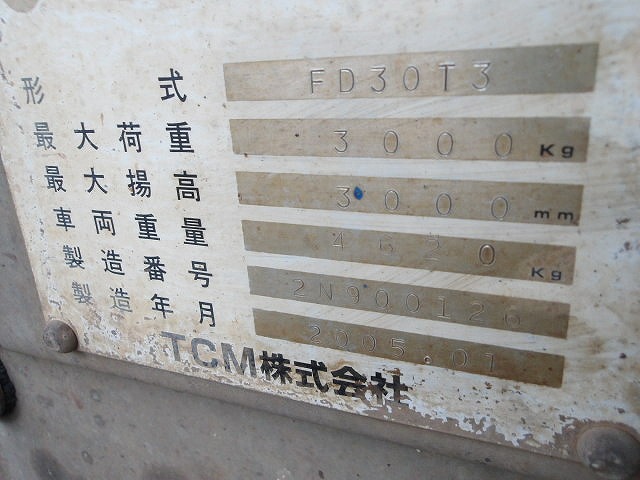 形 式 FD30T3
最大荷重 3000 Kg
最大揚高 3000 mm
車両重量 4620 Kg
製造番号 2N900126
製造年月 2005.01
TCM株式会社